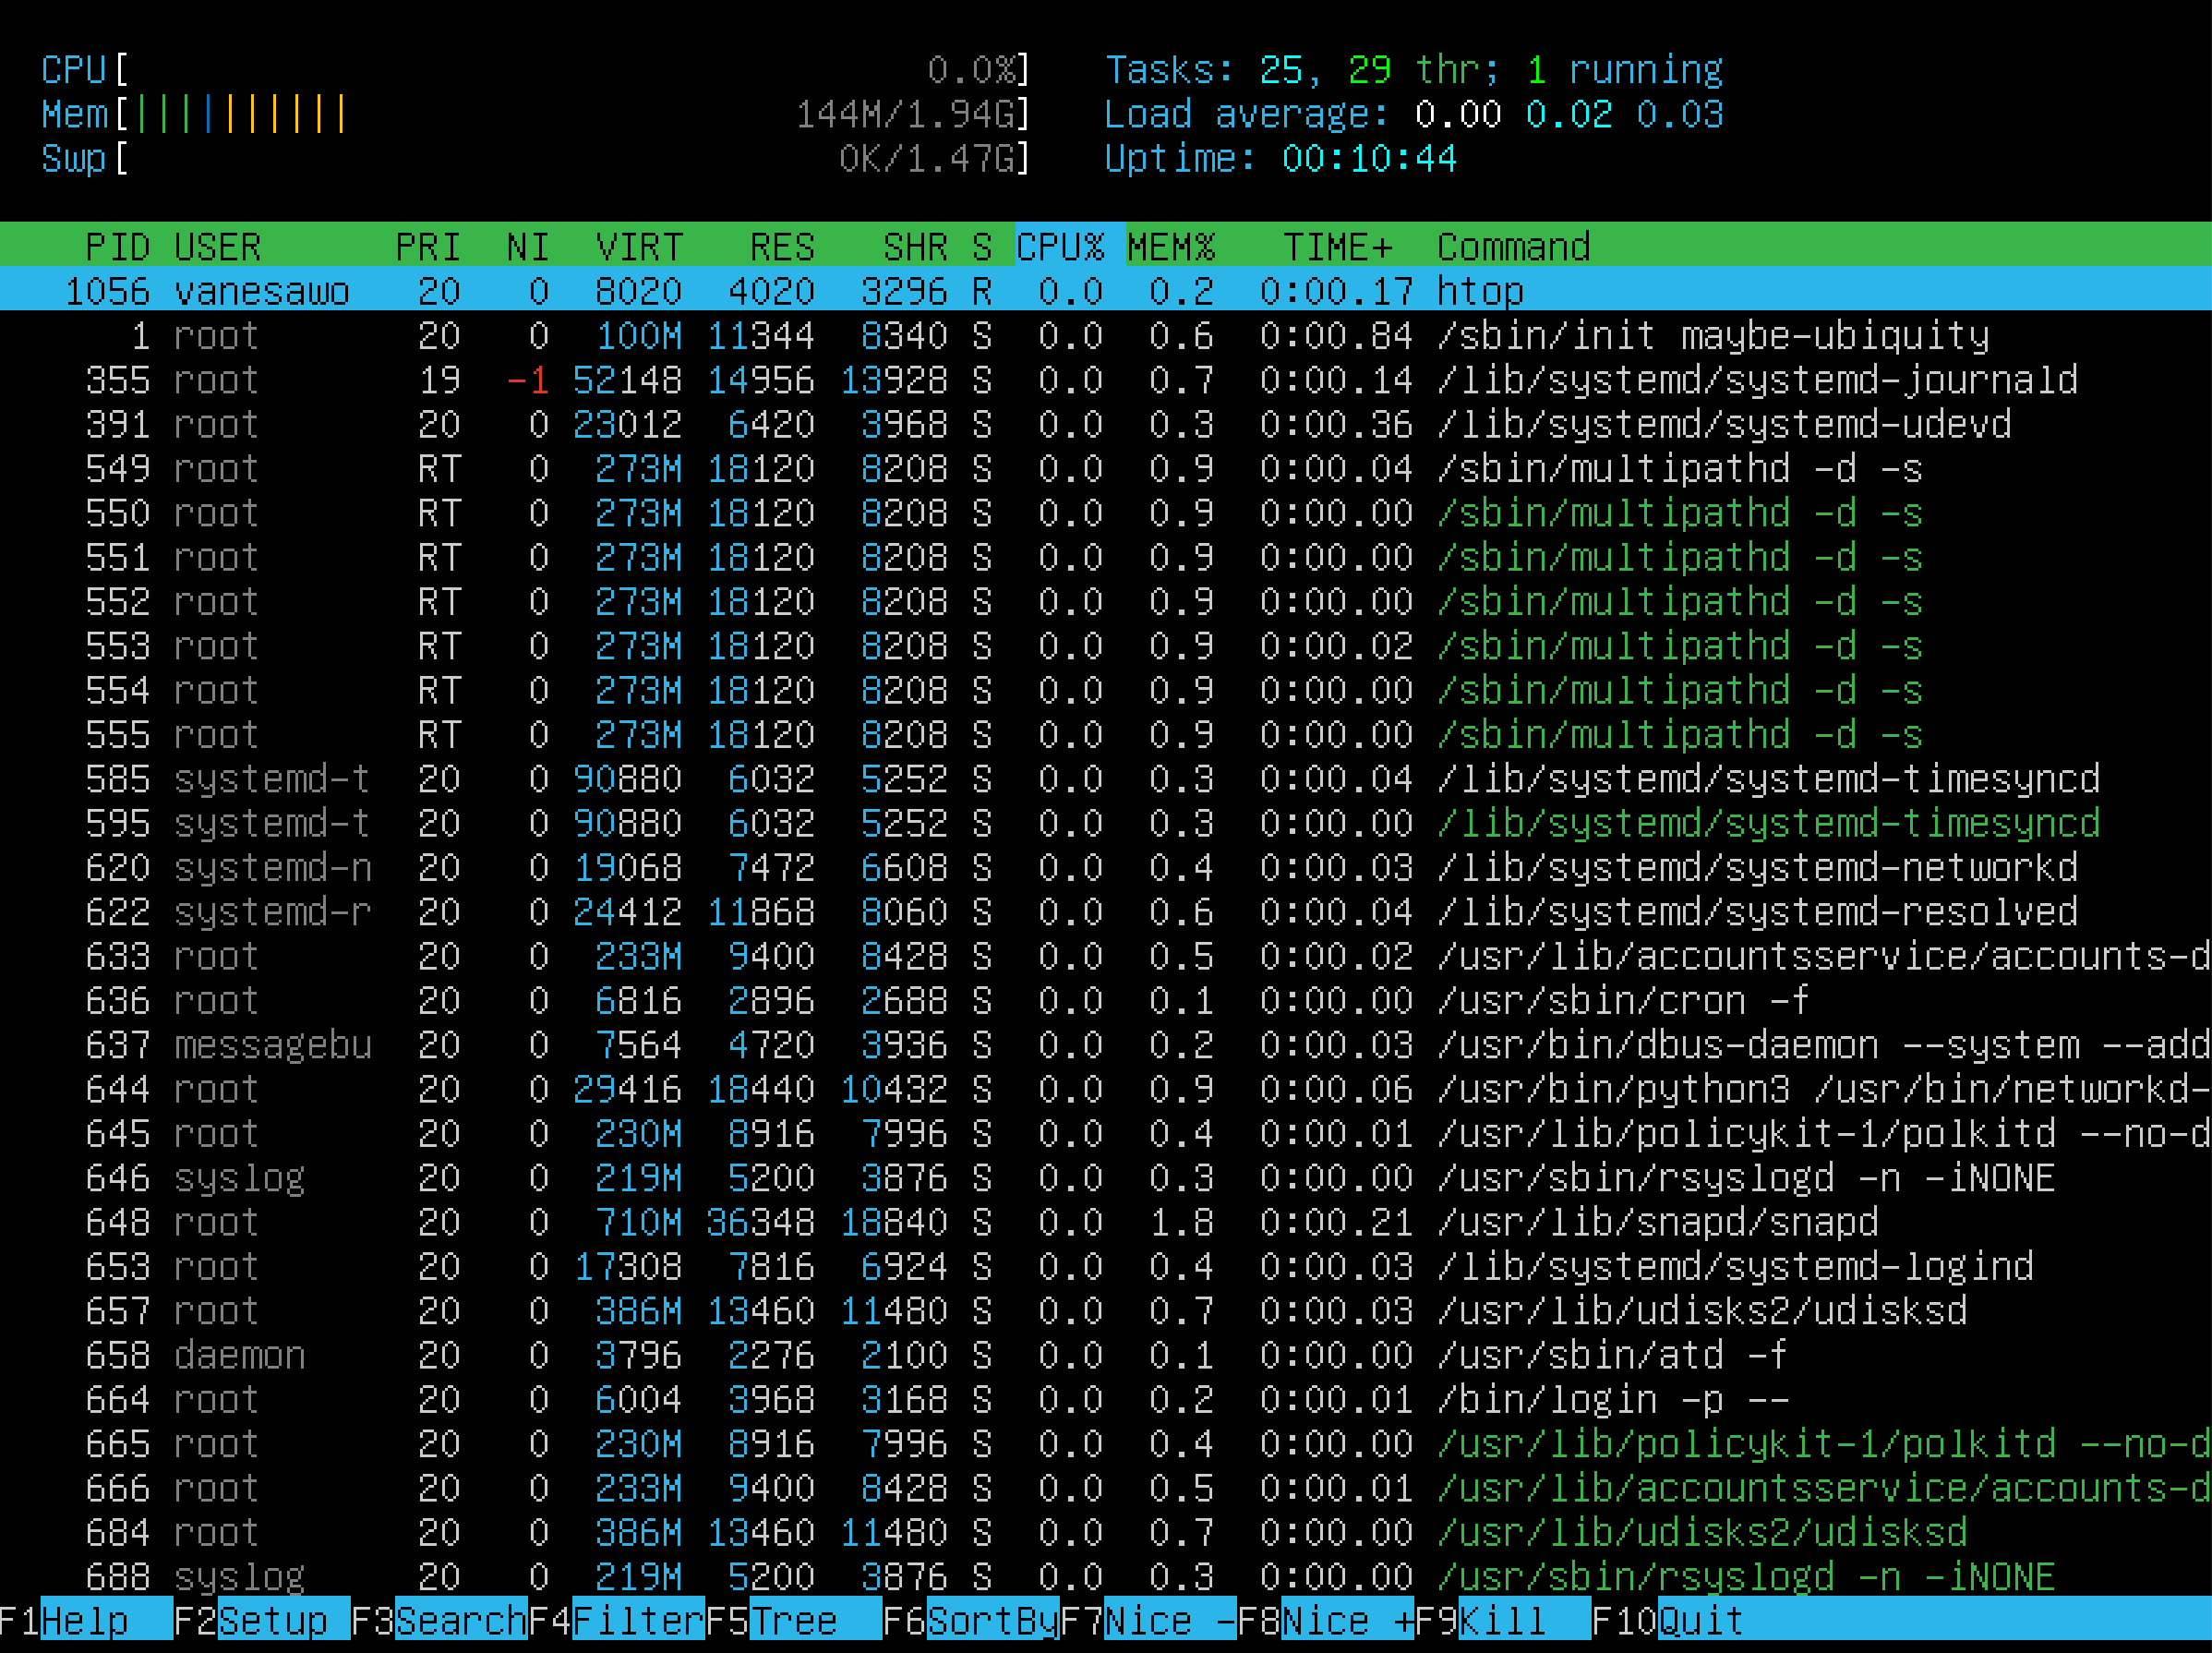 CPU[ 0.0%] Tasks: 25, 29 thr; 1 running
Mem[|||||||||| 144M/1.94G] Load average: 0.00 0.02 0.03
Swp[ 0K/1.47G] Uptime: 00:10:44
PID USER PRI NI VIRT RES SHR S CPU% MEM% TIME+ Command
1056 vanesawo 20 0 8020 4020 3296 R 0.0 0.2 0:00.17 htop
1 root 20 0 100M 11344 8340 S 0.0 0.6 0:00.84 /sbin/init maybe-ubiquity
355 root 19 -1 52148 14956 13928 S 0.0 0.7 0:00.14 /lib/systemd/systemd-journald
391 root 20 0 23012 6420 3968 S 0.0 0.3 0:00.36 /lib/systemd/systemd-udevd
549 root RT 0 273M 18120 8208 S 0.0 0.9 0:00.04 /sbin/multipathd -d -s
550 root RT 0 273M 18120 8208 S 0.0 0.9 0:00.00 /sbin/multipathd -d -s
551 root RT 0 273M 18120 8208 S 0.0 0.9 0:00.00 /sbin/multipathd -d -s
552 root RT 0 273M 18120 8208 S 0.0 0.9 0:00.00 /sbin/multipathd -d -s
553 root RT 0 273M 18120 8208 S 0.0 0.9 0:00.02 /sbin/multipathd -d -s
554 root RT 0 273M 18120 8208 S 0.0 0.9 0:00.00 /sbin/multipathd -d -s
555 root RT 0 273M 18120 8208 S 0.0 0.9 0:00.00 /sbin/multipathd -d -s
585 systemd-t 20 0 90880 6032 5252 S 0.0 0.3 0:00.04 /lib/systemd/systemd-timesyncd
595 systemd-t 20 0 90880 6032 5252 S 0.0 0.3 0:00.00 /lib/systemd/systemd-timesyncd
620 systemd-n 20 0 19068 7472 6608 S 0.0 0.4 0:00.03 /lib/systemd/systemd-networkd
622 systemd-r 20 0 24412 11868 8060 S 0.0 0.6 0:00.04 /lib/systemd/systemd-resolved
633 root 20 0 233M 9400 8428 S 0.0 0.5 0:00.02 /usr/lib/accountsservice/accounts-d
636 root 20 0 6816 2896 2688 S 0.0 0.1 0:00.00 /usr/sbin/cron -f
637 messagebu 20 0 7564 4720 3936 S 0.0 0.2 0:00.03 /usr/bin/dbus-daemon --system --add
644 root 20 0 29416 18440 10432 S 0.0 0.9 0:00.06 /usr/bin/python3 /usr/bin/networkd-
645 root 20 0 230M 8916 7996 S 0.0 0.4 0:00.01 /usr/lib/policykit-1/polkitd --no-d
646 syslog 20 0 219M 5200 3876 S 0.0 0.3 0:00.00 /usr/sbin/rsyslogd -n -iNONE
648 root 20 0 710M 36348 18840 S 0.0 1.8 0:00.21 /usr/lib/snapd/snapd
653 root 20 0 17308 7816 6924 S 0.0 0.4 0:00.03 /lib/systemd/systemd-logind
657 root 20 0 386M 13460 11480 S 0.0 0.7 0:00.03 /usr/lib/udisks2/udisksd
658 daemon 20 0 3796 2276 2100 S 0.0 0.1 0:00.00 /usr/sbin/atd -f
664 root 20 0 6004 3968 3168 S 0.0 0.2 0:00.01 /bin/login -p --
665 root 20 0 230M 8916 7996 S 0.0 0.4 0:00.00 /usr/lib/policykit-1/polkitd --no-d
666 root 20 0 233M 9400 8428 S 0.0 0.5 0:00.01 /usr/lib/accountsservice/accounts-d
684 root 20 0 386M 13460 11480 S 0.0 0.7 0:00.00 /usr/lib/udisks2/udisksd
688 syslog 20 0 219M 5200 3876 S 0.0 0.3 0:00.00 /usr/sbin/rsyslogd -n -iNONE
F1Help F2Setup F3SearchF4FilterF5Tree F6SortByF7Nice -F8Nice +F9Kill F10Quit